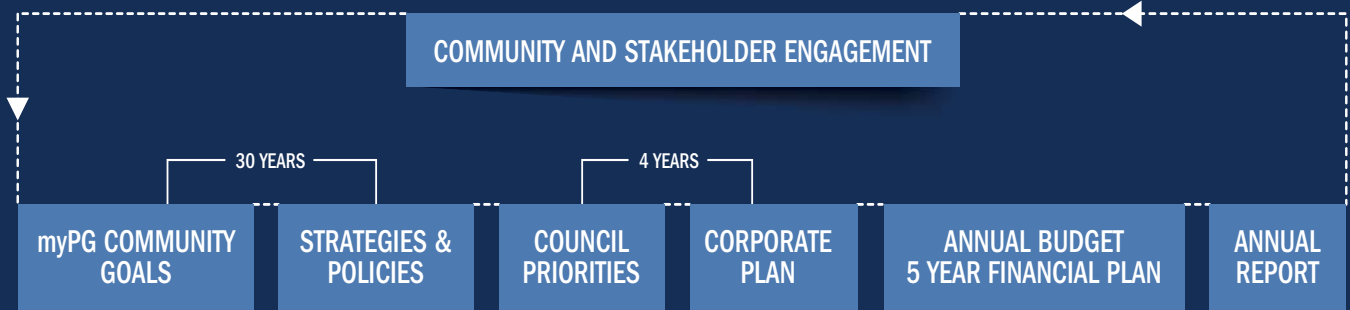 COMMUNITY AND STAKEHOLDER ENGAGEMENT
30 YEARS
4 YEARS
myPG COMMUNITY
GOALS
STRATEGIES &
POLICIES
COUNCIL
PRIORITIES
CORPORATE
PLAN
ANNUAL BUDGET
5 YEAR FINANCIAL PLAN
ANNUAL
REPORT